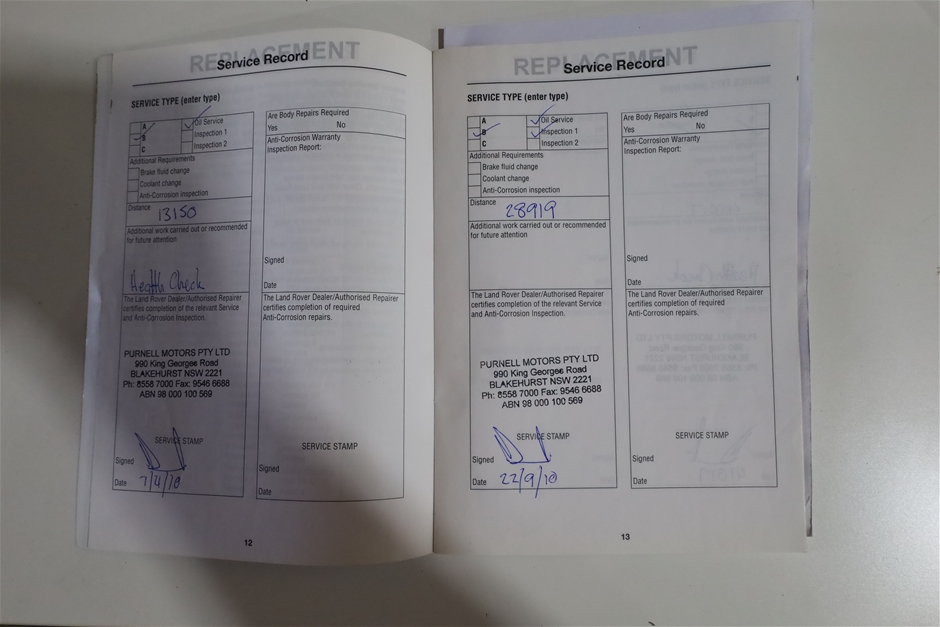 REPLACEMENT
Service Record
SERVICE TYPE (enter type)
A
B
C
Oil Service
Inspection 1
Inspection 2
Additional Requirements
Brake fluid change
Coolant change
Anti-Corrosion inspection
Distance
13150
Additional work carried out or recommended
for future attention
Health Check
The Land Rover Dealer/Authorised Repairer
certifies completion of the relevant Service
and Anti-Corrosion Inspection.
PURNELL MOTORS PTY LTD
990 King Georges Road
BLAKEHURST NSW 2221
Ph: 8558 7000 Fax: 9546 6688
ABN 98 000 100 569
SERVICE STAMP
Signed
Date 7/4/10
Are Body Repairs Required
Yes No
Anti-Corrosion Warranty
Inspection Report:
Signed
Date
The Land Rover Dealer/Authorised Repairer
certifies completion of required
Anti-Corrosion repairs.
SERVICE STAMP
Signed
Date
12
REPLACEMENT
Service Record
SERVICE TYPE (enter type)
A
B
C
Oil Service
Inspection 1
Inspection 2
Additional Requirements
Brake fluid change
Coolant change
Anti-Corrosion inspection
Distance
28919
Additional work carried out or recommended
for future attention
The Land Rover Dealer/Authorised Repairer
certifies completion of the relevant Service
and Anti-Corrosion Inspection.
PURNELL MOTORS PTY LTD
990 King Georges Road
BLAKEHURST NSW 2221
Ph: 8558 7000 Fax: 9546 6688
ABN 98 000 100 569
SERVICE STAMP
Signed
Date 22/9/10
Are Body Repairs Required
Yes No
Anti-Corrosion Warranty
Inspection Report:
Signed
Date
The Land Rover Dealer/Authorised Repairer
certifies completion of required
Anti-Corrosion repairs.
SERVICE STAMP
Signed
Date
13